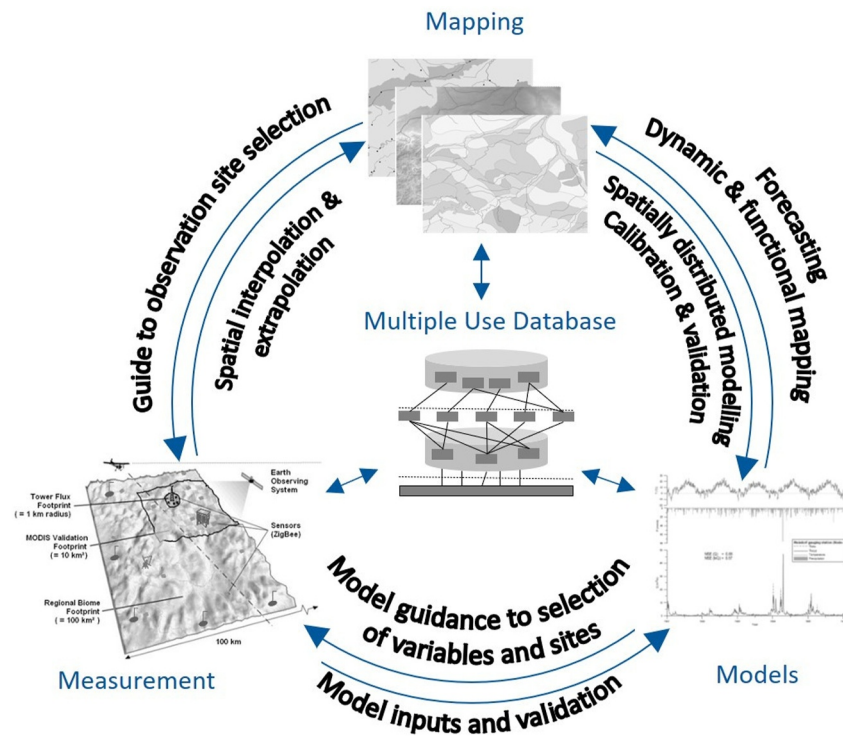 Mapping
Guide to observation site selection
Spatial interpolation &
extrapolation
Forecasting
Dynamic & functional mapping
Spatially distributed modelling
Calibration & validation
Multiple Use Database
Tower Flux
Footprint
(= 1 km radius)
MODIS Validation
Footprint
(= 10 km²)
Regional Biome
Footprint
(= 100 km²)
Earth
Observing
System
Sensors
(ZigBee)
100 km
Measurement
Model guidance to selection
of variables and sites
Model inputs and validation
Models